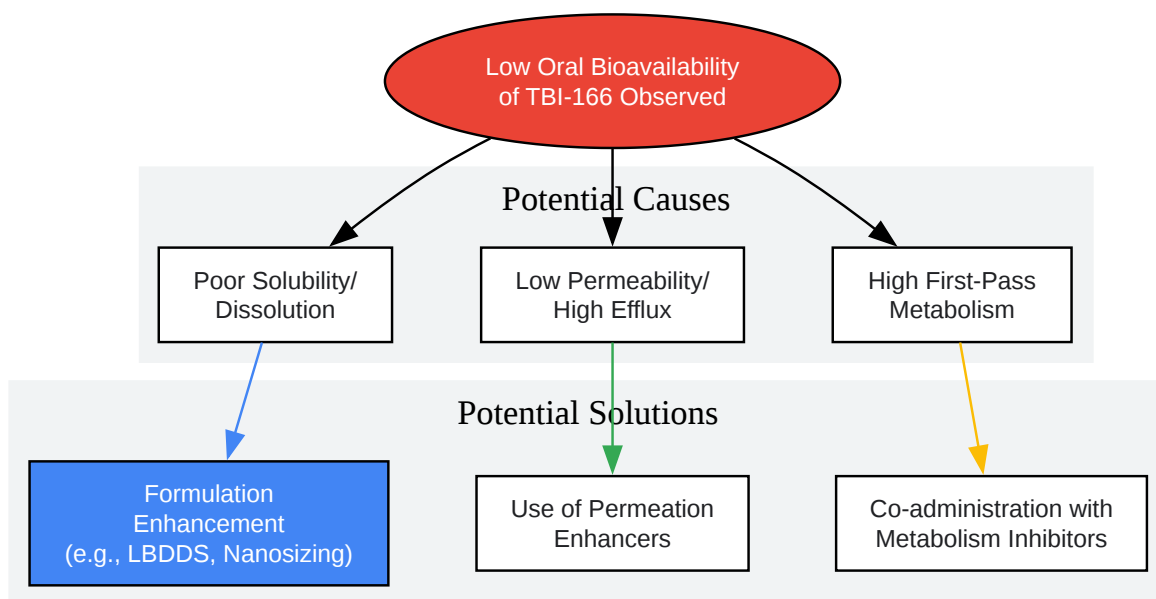 Low Oral Bioavailability
of TBI-166 Observed
Potential Causes
Poor Solubility/
Dissolution
Low Permeability/
High Efflux
High First-Pass
Metabolism
Potential Solutions
Formulation
Enhancement
(e.g., LBDDS, Nanosizing)
Use of Permeation
Enhancers
Co-administration with
Metabolism Inhibitors